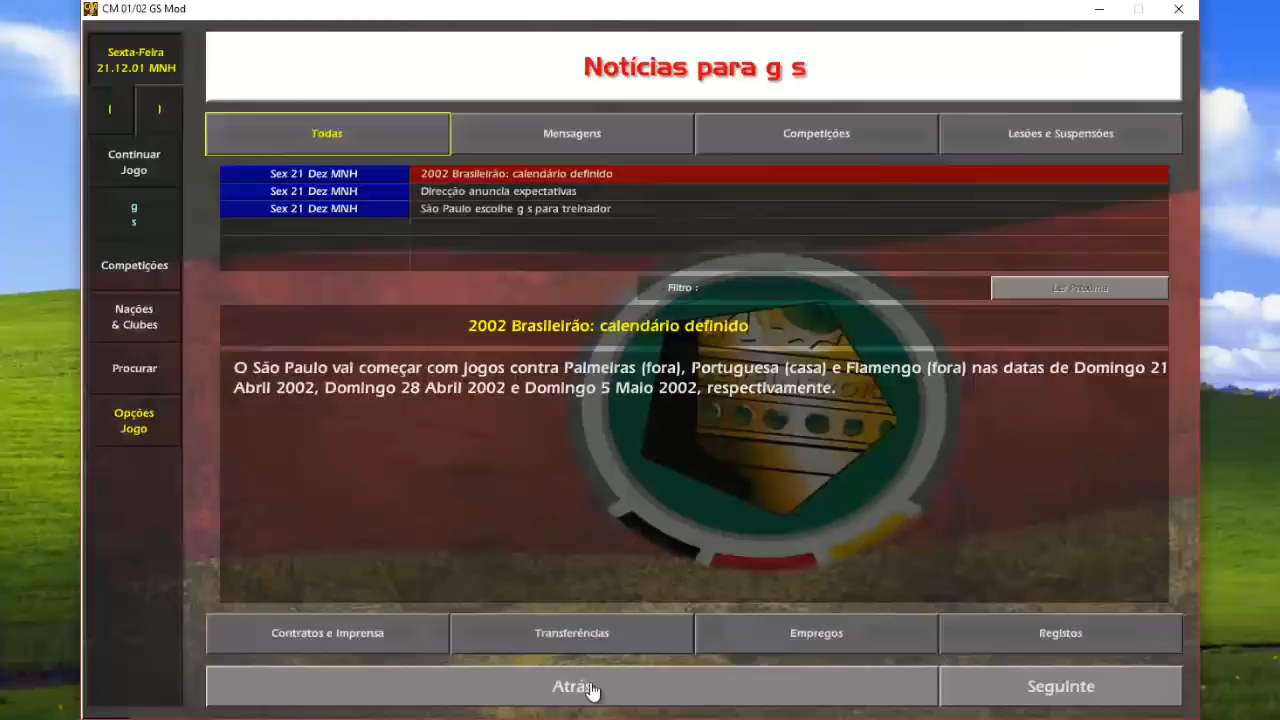 CM 01/02 GS Mod
Sexta-Feira
21.12.01 MNH
Continuar
Jogo
g
s
Competições
Nações
& Clubes
Procurar
Opções
Jogo
Notícias para g s
Todas
Mensagens
Competições
Lesões e Suspensões
Sex 21 Dez MNH
2002 Brasileirão: calendário definido
Sex 21 Dez MNH
Direcção anuncia expectativas
Sex 21 Dez MNH
São Paulo escolhe g s para treinador
Filtro :
Ler Próxima
2002 Brasileirão: calendário definido
O São Paulo vai começar com jogos contra Palmeiras (fora), Portuguesa (casa) e Flamengo (fora) nas datas de Domingo 21
Abril 2002, Domingo 28 Abril 2002 e Domingo 5 Maio 2002, respectivamente.
Contratos e Imprensa
Transferências
Empregos
Registos
Atrás
Seguinte